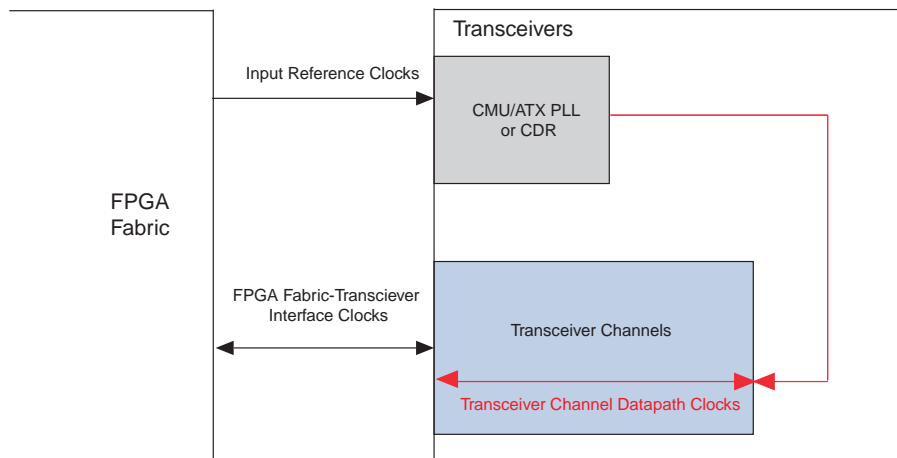 Transceivers
Input Reference Clocks
CMU/ATX PLL
or CDR
FPGA
Fabric
FPGA Fabric-Transciever
Interface Clocks
Transceiver Channels
Transceiver Channel Datapath Clocks